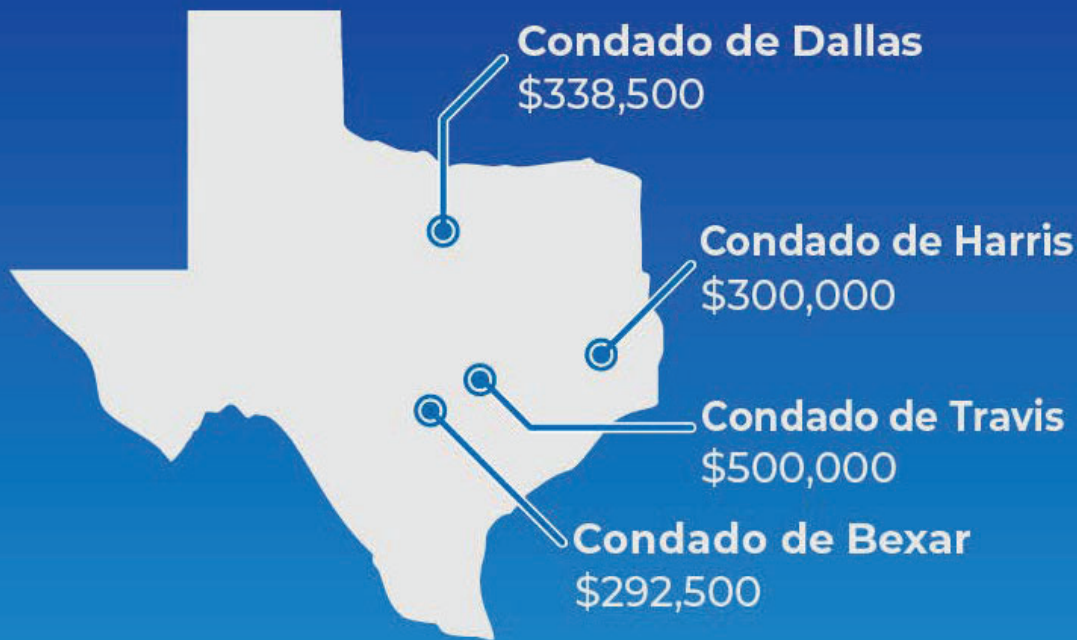 Condado de Dallas
$338,500
Condado de Harris
$300,000
Condado de Travis
$500,000
Condado de Bexar
$292,500